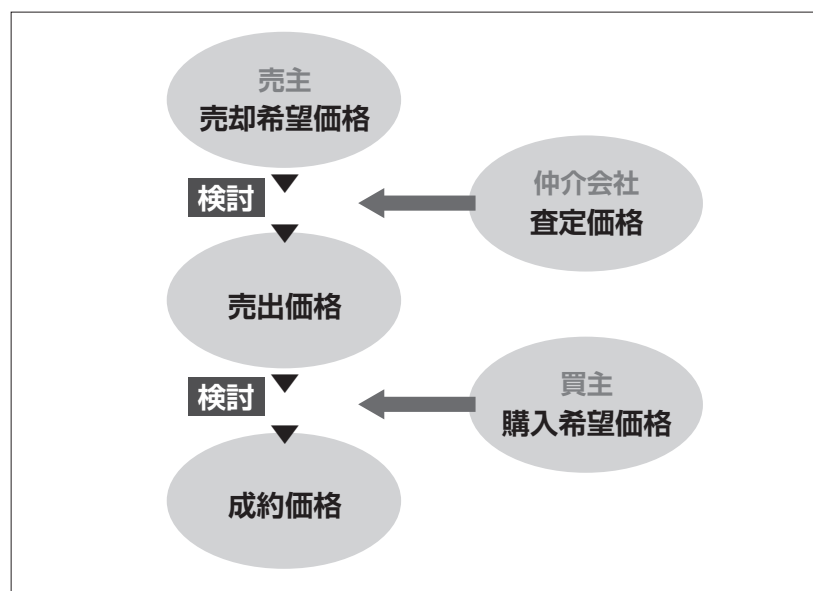 売主
売却希望価格
検討
仲介会社
査定価格
売出価格
検討
買主
購入希望価格
成約価格